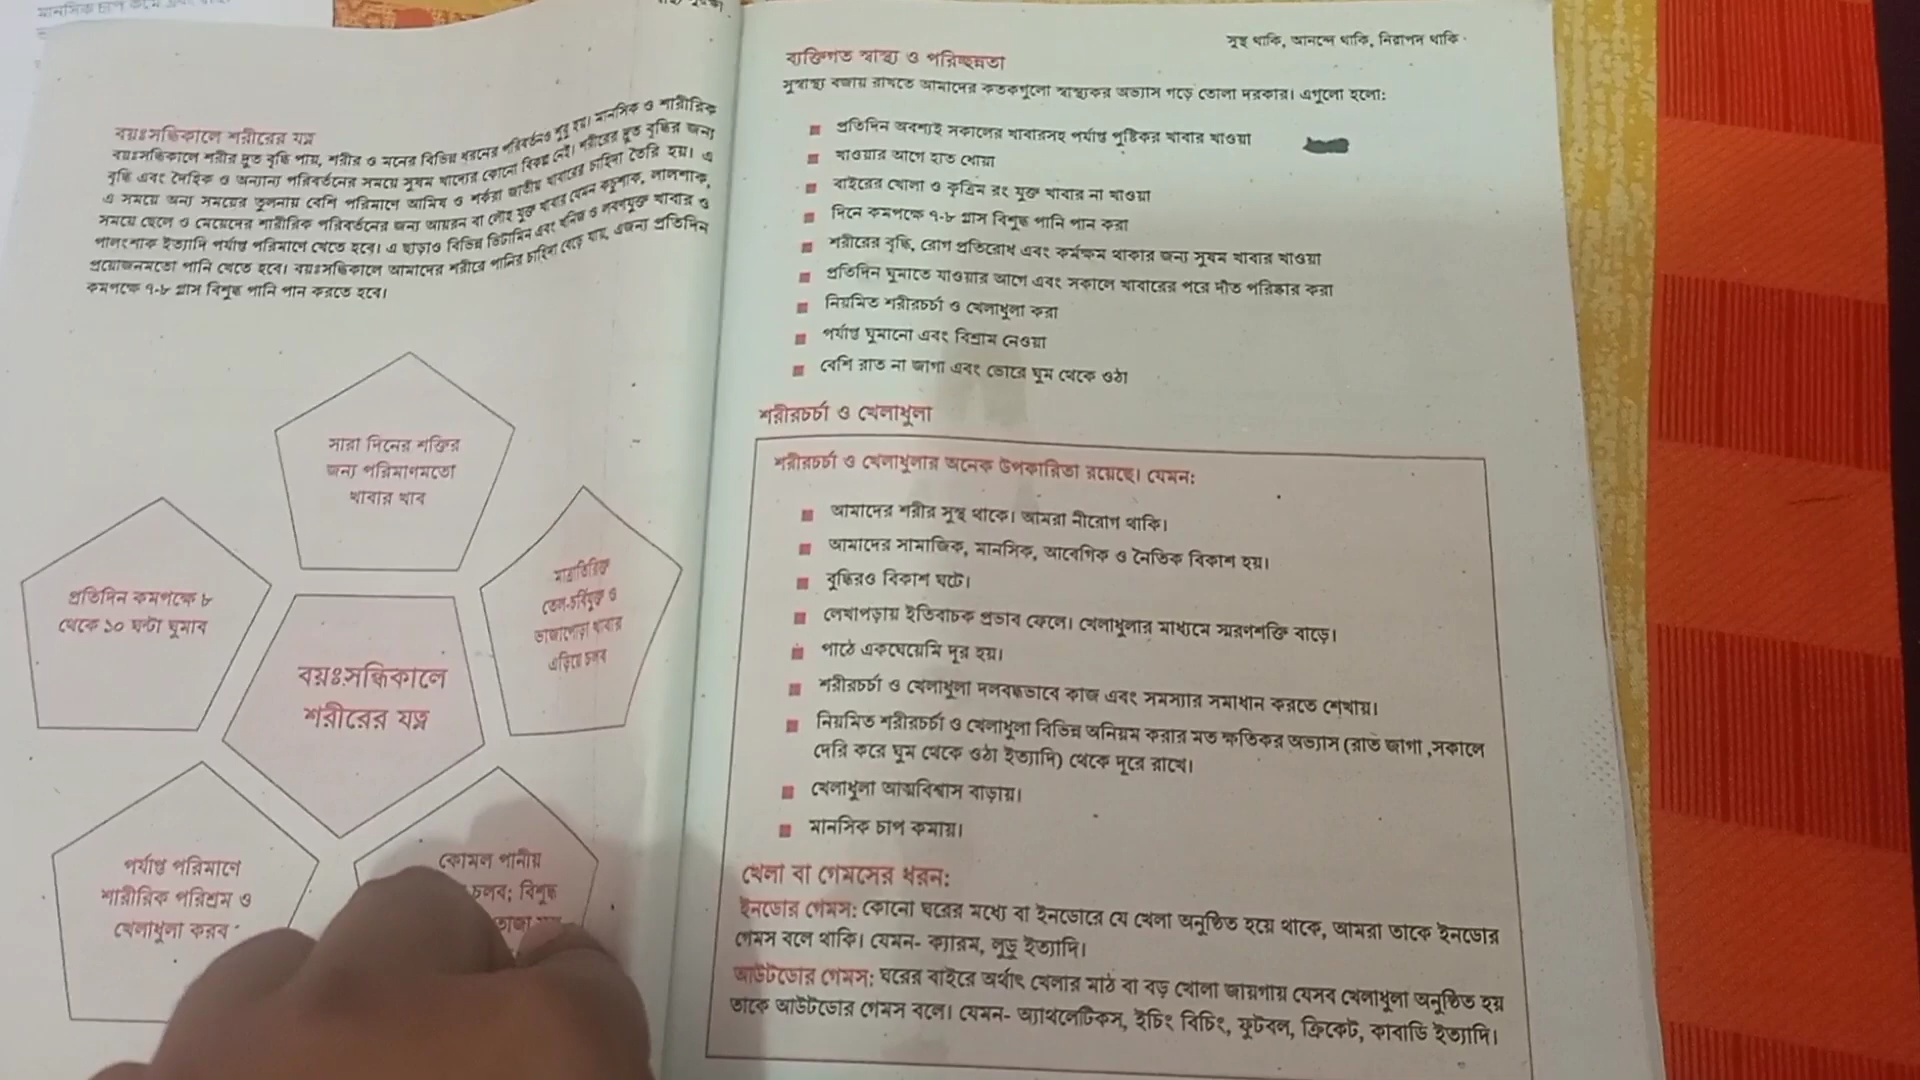 মানসিক চাপ কমে এবং
বয়ঃসন্ধিকালে শরীরের যত্ন
বয়ঃসন্ধিকালে শরীর দ্রুত বৃদ্ধি পায়, শরীর ও মনের বিভিন্ন ধরনের পরিবর্তনও শুরু হয়। মানসিক ও শারীরিক
বৃদ্ধি এবং দৈহিক ও অন্যান্য পরিবর্তনের সময়ে সুষম খাদ্যের কোনো বিকল্প নেই। শরীরের দ্রুত বৃদ্ধির জন্য
এ সময়ে অন্য সময়ের তুলনায় বেশি পরিমাণে আমিষ ও শর্করা জাতীয় খাবারের চাহিদা তৈরি হয়। এ
সময়ে ছেলে ও মেয়েদের শারীরিক পরিবর্তনের জন্য আয়রন বা লৌহ যুক্ত খাবার যেমন কচুশাক, লালশাক,
পালংশাক ইত্যাদি পর্যাপ্ত পরিমাণে খেতে হবে। এ ছাড়াও বিভিন্ন ভিটামিন এবং খনিজ ও লবণযুক্ত খাবার ও
প্রয়োজনমতো পানি খেতে হবে। বয়ঃসন্ধিকালে আমাদের শরীরে পানির চাহিদা বেড়ে যায়, এজন্য প্রতিদিন
কমপক্ষে ৭-৮ গ্লাস বিশুদ্ধ পানি পান করতে হবে।
সারা দিনের শক্তির
জন্য পরিমাণমতো
খাবার খাব
প্রতিদিন কমপক্ষে ৮
থেকে ১০ ঘন্টা ঘুমাব
মাত্রাতিরিক্ত
তেল-চর্বিযুক্ত ও
ভাজাপোড়া খাবার
এড়িয়ে চলব
বয়ঃসন্ধিকালে
শরীরের যত্ন
পর্যাপ্ত পরিমাণে
শারীরিক পরিশ্রম ও
খেলাধুলা করব
কোমল পানীয়
চলব; বিশুদ্ধ
তাজা
সুস্থ থাকি, আনন্দে থাকি, নিরাপদ থাকি
ব্যক্তিগত স্বাস্থ্য ও পরিচ্ছন্নতা
সুস্বাস্থ্য বজায় রাখতে আমাদের কতকগুলো স্বাস্থ্যকর অভ্যাস গড়ে তোলা দরকার। এগুলো হলো:
প্রতিদিন অবশ্যই সকালের খাবারসহ পর্যাপ্ত পুষ্টিকর খাবার খাওয়া
খাওয়ার আগে হাত ধোয়া
বাইরের খোলা ও কৃত্রিম রং যুক্ত খাবার না খাওয়া
দিনে কমপক্ষে ৭-৮ গ্লাস বিশুদ্ধ পানি পান করা
শরীরের বৃদ্ধি, রোগ প্রতিরোধ এবং কর্মক্ষম থাকার জন্য সুষম খাবার খাওয়া
প্রতিদিন ঘুমাতে যাওয়ার আগে এবং সকালে খাবারের পরে দাঁত পরিষ্কার করা
নিয়মিত শরীরচর্চা ও খেলাধুলা করা
পর্যাপ্ত ঘুমানো এবং বিশ্রাম নেওয়া
বেশি রাত না জাগা এবং ভোরে ঘুম থেকে ওঠা
শরীরচর্চা ও খেলাধুলা
শরীরচর্চা ও খেলাধুলার অনেক উপকারিতা রয়েছে। যেমন:
আমাদের শরীর সুস্থ থাকে। আমরা নীরোগ থাকি।
আমাদের সামাজিক, মানসিক, আবেগিক ও নৈতিক বিকাশ হয়।
বুদ্ধিরও বিকাশ ঘটে।
লেখাপড়ায় ইতিবাচক প্রভাব ফেলে। খেলাধুলার মাধ্যমে স্মরণশক্তি বাড়ে।
পাঠে একঘেয়েমি দূর হয়।
শরীরচর্চা ও খেলাধুলা দলবদ্ধভাবে কাজ এবং সমস্যার সমাধান করতে শেখায়।
নিয়মিত শরীরচর্চা ও খেলাধুলা বিভিন্ন অনিয়ম করার মত ক্ষতিকর অভ্যাস (রাত জাগা ,সকালে
দেরি করে ঘুম থেকে ওঠা ইত্যাদি) থেকে দূরে রাখে।
খেলাধুলা আত্মবিশ্বাস বাড়ায়।
মানসিক চাপ কমায়।
খেলা বা গেমসের ধরন:
ইনডোর গেমস: কোনো ঘরের মধ্যে বা ইনডোরে যে খেলা অনুষ্ঠিত হয়ে থাকে, আমরা তাকে ইনডোর
গেমস বলে থাকি। যেমন- ক্যারম, লুডু ইত্যাদি।
আউটডোর গেমস: ঘরের বাইরে অর্থাৎ খেলার মাঠ বা বড় খোলা জায়গায় যেসব খেলাধুলা অনুষ্ঠিত হয়
তাকে আউটডোর গেমস বলে। যেমন- অ্যাথলেটিকস, ইচিং বিচিং, ফুটবল, ক্রিকেট, কাবাডি ইত্যাদি।